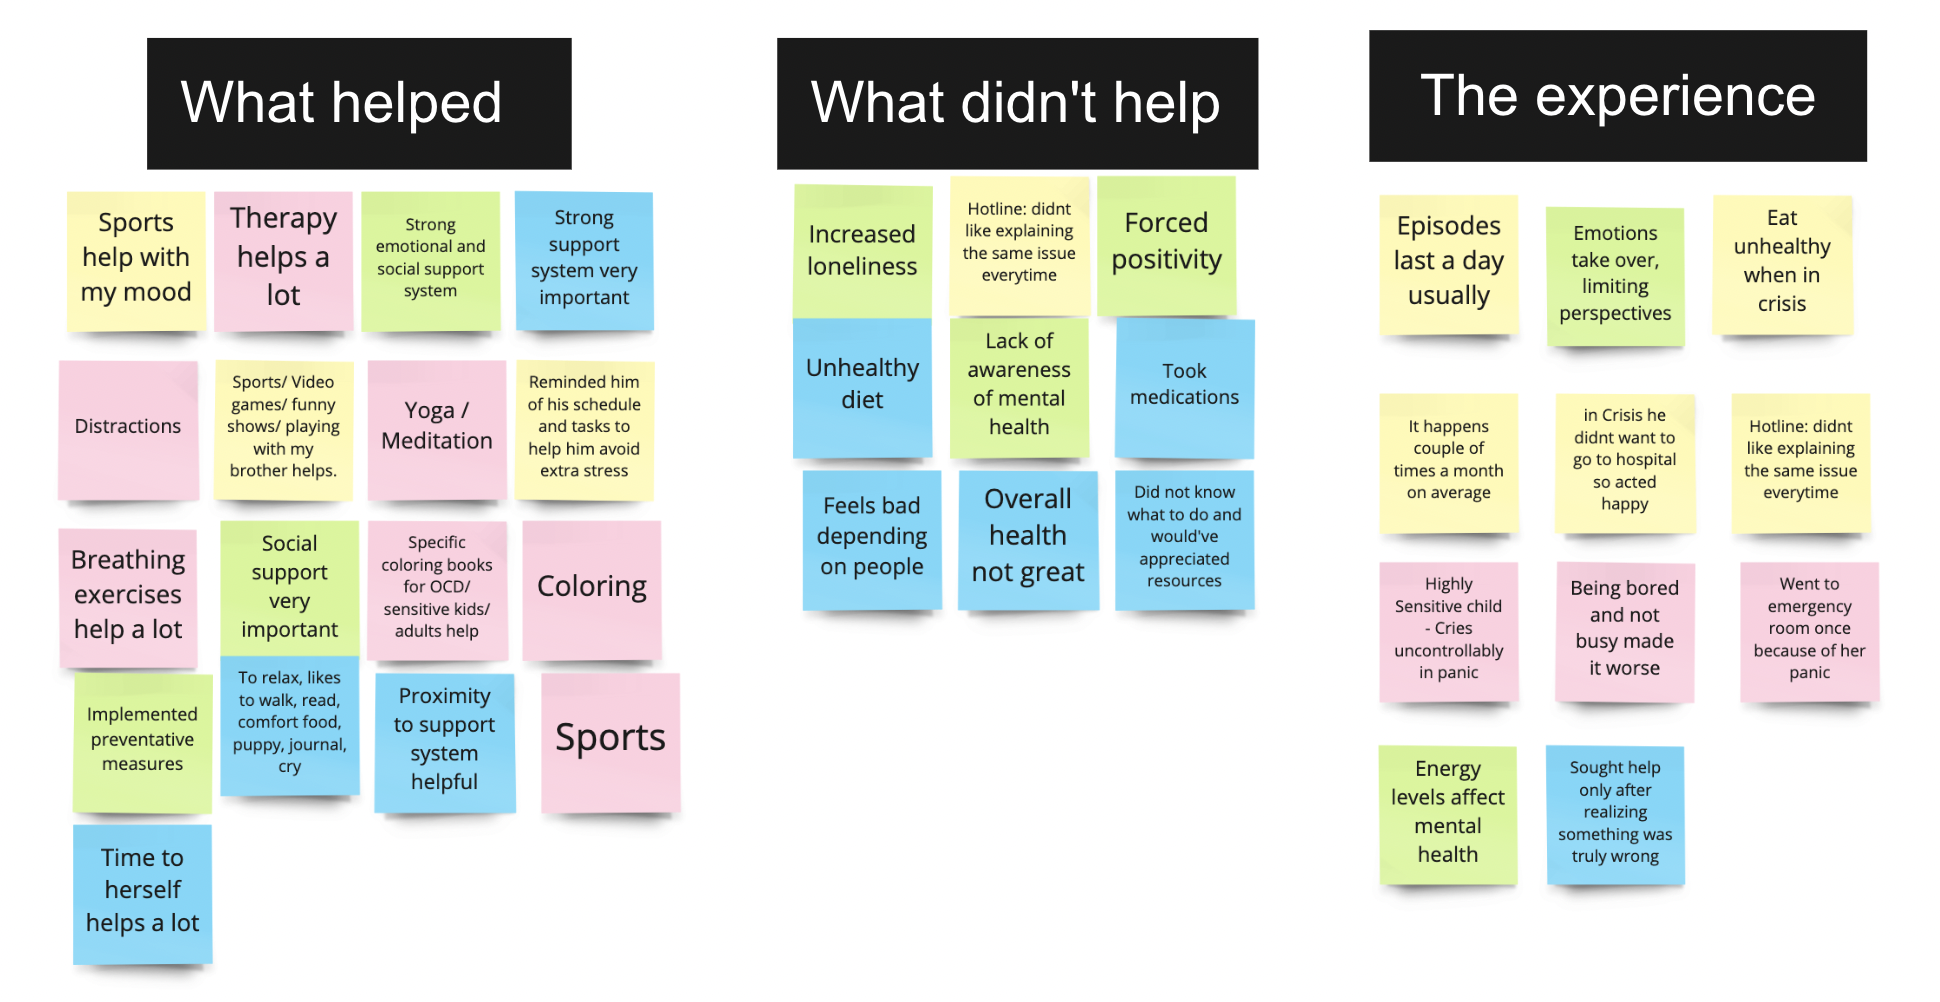 What helped
Sports
help with
my mood
Therapy
helps a
lot
Strong
emotional and
social support
system
Strong
support
system very
important
Distractions
Sports/ Video
games/ funny
shows/ playing
with my
brother helps.
Yoga /
Meditation
Reminded him
of his schedule
and tasks to
help him avoid
extra stress
Breathing
exercises
help a lot
Social
support
very
important
Specific
coloring books
for OCD/
sensitive kids/
adults help
Coloring
Implemented
preventative
measures
To relax, likes
to walk, read,
comfort food,
puppy, journal,
cry
Proximity
to support
system
helpful
Sports
Time to
herself
helps a lot
What didn't help
Increased
loneliness
Hotline: didnt
like explaining
the same issue
everytime
Forced
positivity
Unhealthy
diet
Lack of
awareness
of mental
health
Took
medications
Feels bad
depending
on people
Overall
health
not great
Did not know
what to do and
would've
appreciated
resources
The experience
Episodes
last a day
usually
Emotions
take over,
limiting
perspectives
Eat
unhealthy
when in
crisis
It happens
couple of
times a month
on average
in Crisis he
didnt want to
go to hospital
so acted
happy
Hotline: didnt
like explaining
the same issue
everytime
Highly
Sensitive child
- Cries
uncontrollably
in panic
Being bored
and not
busy made
it worse
Went to
emergency
room once
because of her
panic
Energy
levels affect
mental
health
Sought help
only after
realizing
something was
truly wrong